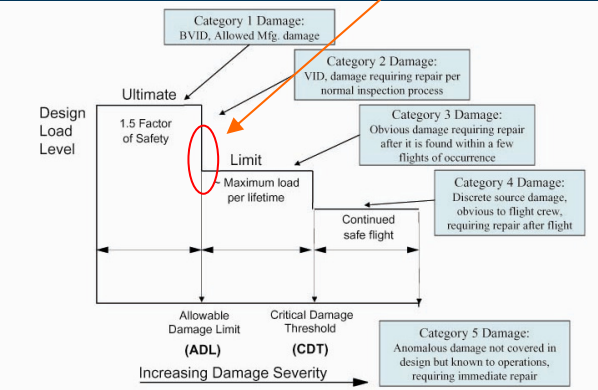 Category 1 Damage:
BVID, Allowed Mfg. damage
Category 2 Damage:
VID, damage requiring repair per
normal inspection process
Ultimate
Design
Load
Level
1.5 Factor
of Safety
Category 3 Damage:
Obvious damage requiring repair
after it is found within a few
flights of occurrence
Limit
~ Maximum load
per lifetime
Category 4 Damage:
Discrete source damage,
obvious to flight crew,
requiring repair after flight
Continued
safe flight
Allowable
Damage Limit
(ADL)
Critical Damage
Threshold
(CDT)
Category 5 Damage:
Anomalous damage not covered in
design but known to operations,
requiring immediate repair
Increasing Damage Severity